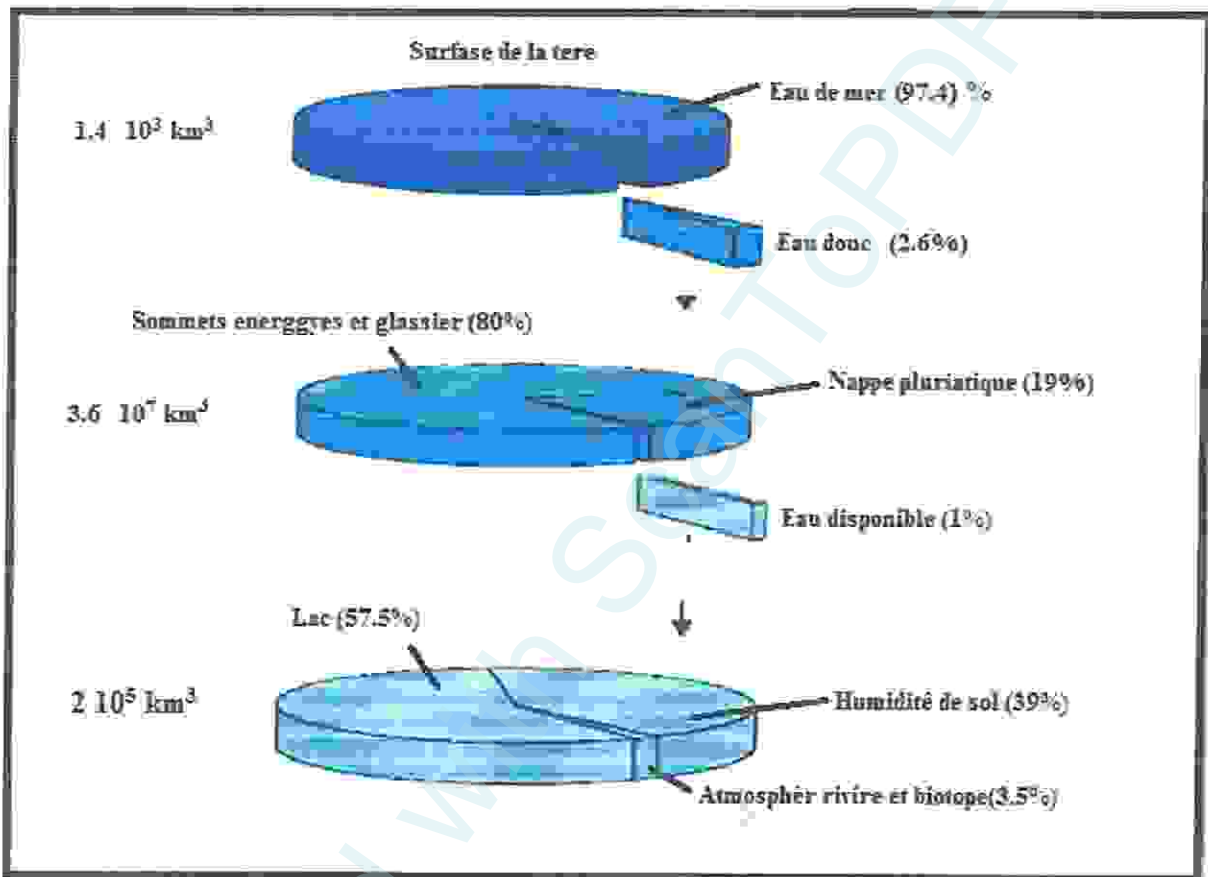 Surfase de la tere
Eau de mer (97.4) %
1.4 10³ km³
Eau douc (2.6%)
Sommets energgyes et glassier (80%)
Nappe pluriatique (19%)
3.6 10⁷ km³
Eau disponible (1%)
Lac (57.5%)
2 10⁵ km³
Humidité de sol (39%)
Atmosphèr rivire et biotope(3.5%)
ScanToPDF